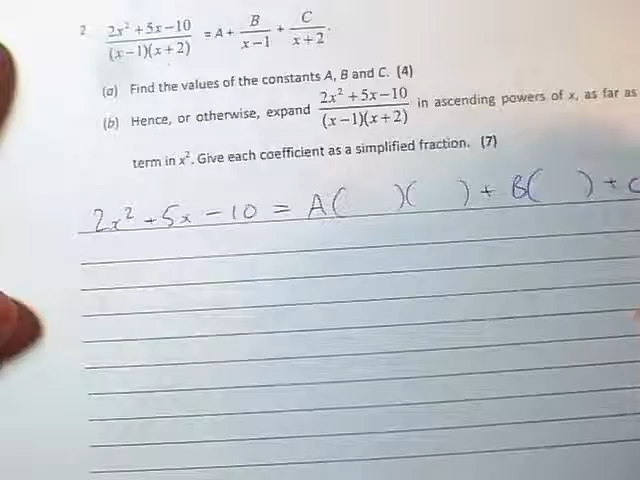 2 2x² + 5x − 10 / (x − 1)(x + 2) = A + B / x − 1 + C / x + 2.
(a) Find the values of the constants A, B and C. (4)
(b) Hence, or otherwise, expand 2x² + 5x − 10 / (x − 1)(x + 2) in ascending powers of x, as far as
term in x². Give each coefficient as a simplified fraction. (7)
2x² + 5x − 10 = A( )( ) + B( ) + C